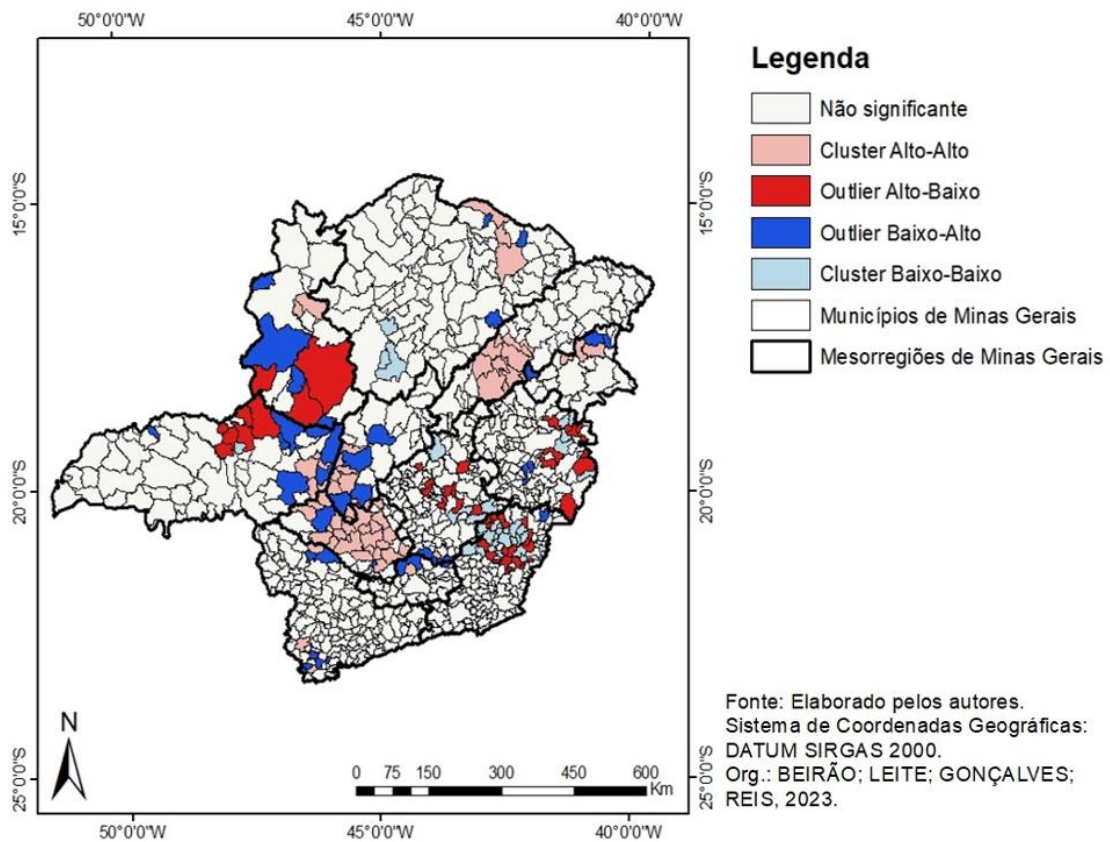 50°0'0"W 45°0'0"W 40°0'0"W
15°0'0"S
20°0'0"S
25°0'0"S
15°0'0"S
20°0'0"S
25°0'0"S
N
0 75 150 300 450 600
Km
50°0'0"W 45°0'0"W 40°0'0"W
Legenda
Não significante
Cluster Alto-Alto
Outlier Alto-Baixo
Outlier Baixo-Alto
Cluster Baixo-Baixo
Municípios de Minas Gerais
Mesorregiões de Minas Gerais
Fonte: Elaborado pelos autores.
Sistema de Coordenadas Geográficas:
DATUM SIRGAS 2000.
Org.: BEIRÃO; LEITE; GONÇALVES;
REIS, 2023.